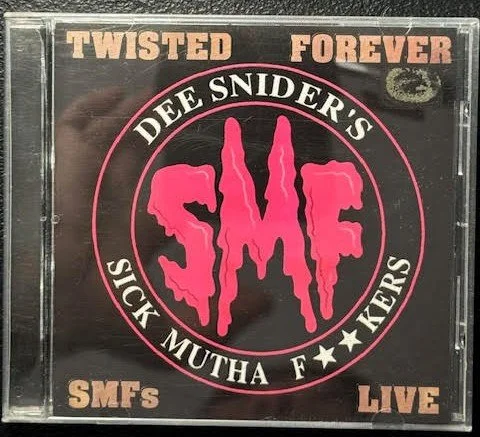 TWISTED FOREVER
DEE SNIDER'S
SMF
SICK MUTHA F★★KERS
SMFs LIVE